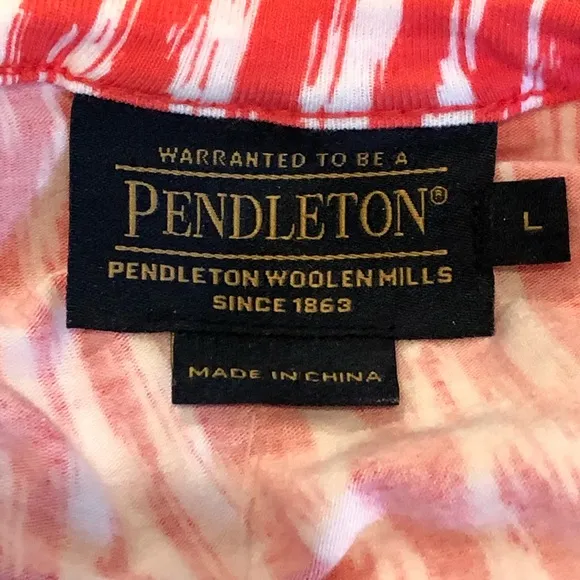 WARRANTED TO BE A
PENDLETON®
PENDLETON WOOLEN MILLS
SINCE 1863
L
MADE IN CHINA